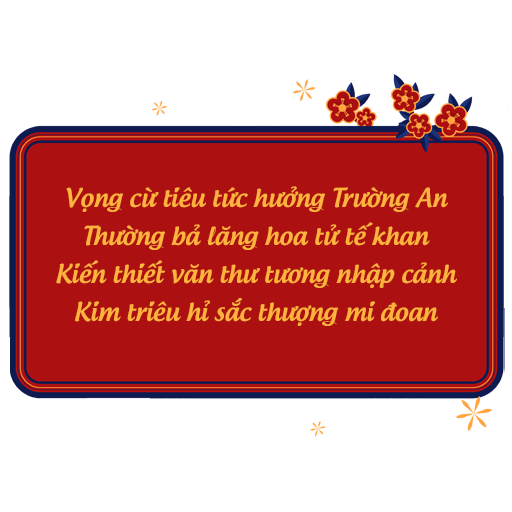 Vọng cừ tiêu tức hưởng Trường An
Thường bả lăng hoa tử tế khan
Kiến thiết văn thư tương nhập cảnh
Kim triêu hỉ sắc thượng mi đoan